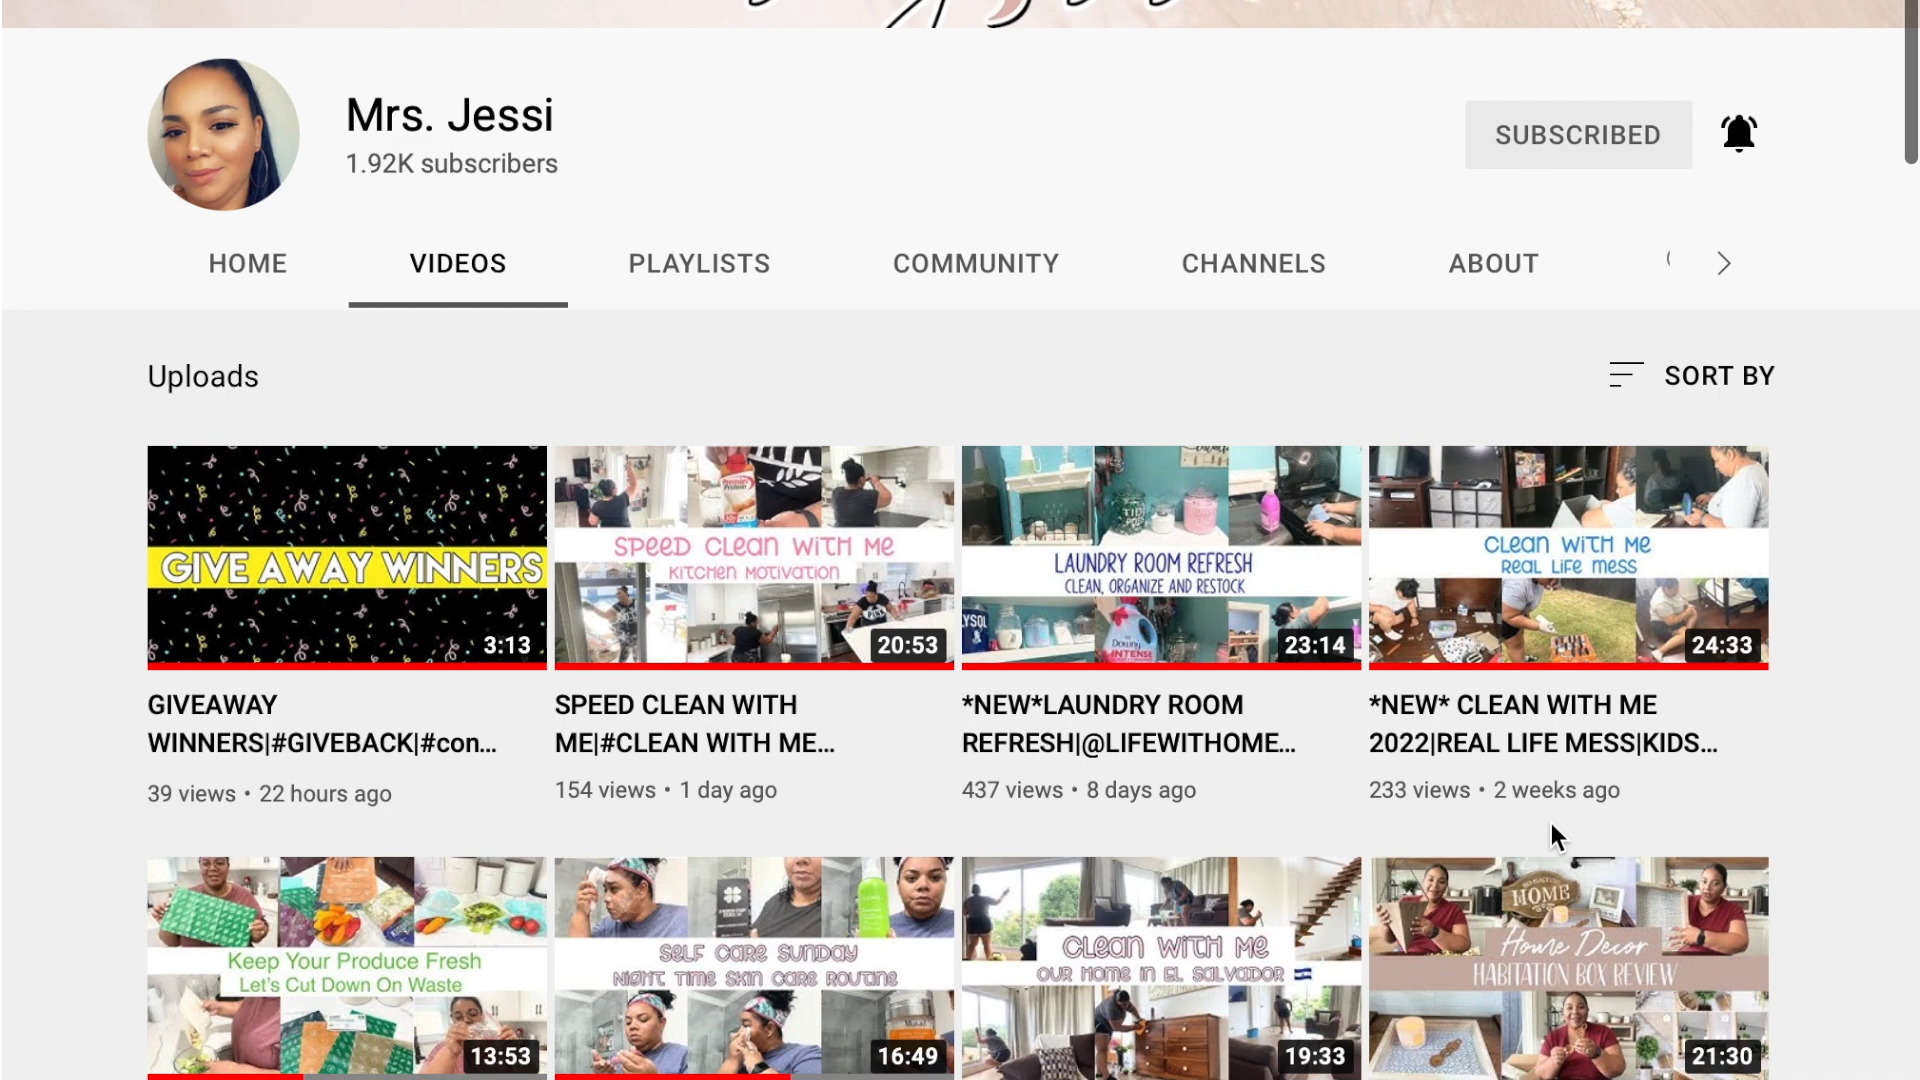 Mrs. Jessi
1.92K subscribers
SUBSCRIBED
HOME
VIDEOS
PLAYLISTS
COMMUNITY
CHANNELS
ABOUT
Uploads
SORT BY
GIVE AWAY WINNERS
3:13
SPEED CLEAN WITH ME
KITCHEN MOTIVATION
20:53
LAUNDRY ROOM REFRESH
CLEAN, ORGANIZE AND RESTOCK
Downy
INTENSE
23:14
CLEAN WITH ME
REAL LIFE MESS
24:33
GIVEAWAY
WINNERS|#GIVEBACK|#con...
39 views • 22 hours ago
SPEED CLEAN WITH
ME|#CLEAN WITH ME...
154 views • 1 day ago
*NEW*LAUNDRY ROOM
REFRESH|@LIFEWITHOME...
437 views • 8 days ago
*NEW* CLEAN WITH ME
2022|REAL LIFE MESS|KIDS...
233 views • 2 weeks ago
Keep Your Produce Fresh
Let's Cut Down On Waste
13:53
SELF CARE SUNDAY
NIGHT TIME SKIN CARE ROUTINE
16:49
CLEAN WITH ME
OUR HOME IN EL SALVADOR
19:33
HOME
Home Decor
HABITATION BOX REVIEW
21:30